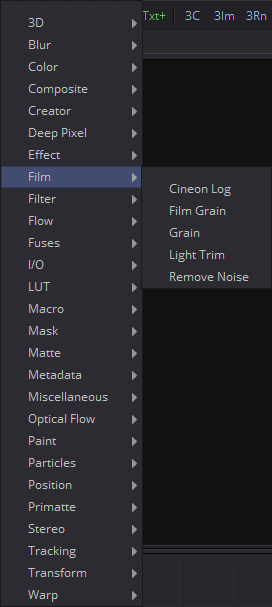 Txt+ 3C 3Im 3Rn
3D
Blur
Color
Composite
Creator
Deep Pixel
Effect
Film
Filter
Flow
Fuses
I/O
LUT
Macro
Mask
Matte
Metadata
Miscellaneous
Optical Flow
Paint
Particles
Position
Primatte
Stereo
Tracking
Transform
Warp
Cineon Log
Film Grain
Grain
Light Trim
Remove Noise